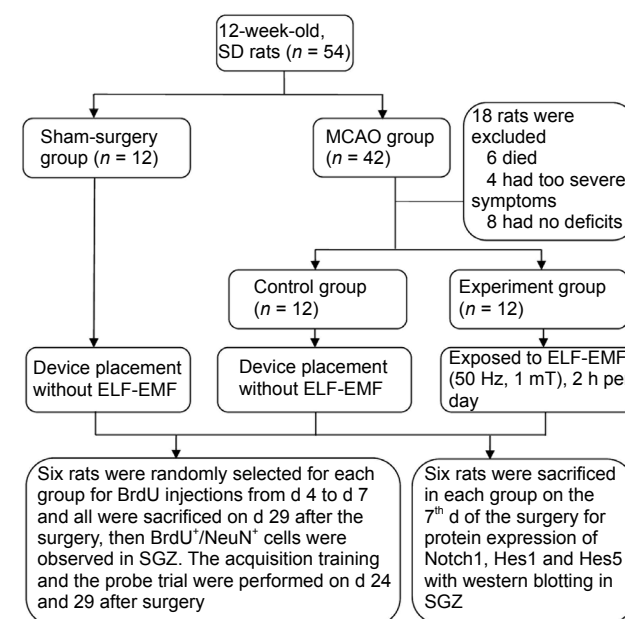 12-week-old,
SD rats (n = 54)
Sham-surgery
group (n = 12)
MCAO group
(n = 42)
18 rats were
excluded
6 died
4 had too severe
symptoms
8 had no deficits
Control group
(n = 12)
Experiment group
(n = 12)
Device placement
without ELF-EMF
Device placement
without ELF-EMF
Exposed to ELF-EMF
(50 Hz, 1 mT), 2 h per
day
Six rats were randomly selected for each
group for BrdU injections from d 4 to d 7
and all were sacrificed on d 29 after the
surgery, then BrdU⁺/NeuN⁺ cells were
observed in SGZ. The acquisition training
and the probe trial were performed on d 24
and 29 after surgery
Six rats were sacrificed
in each group on the
7ᵗʰ d of the surgery for
protein expression of
Notch1, Hes1 and Hes5
with western blotting in
SGZ